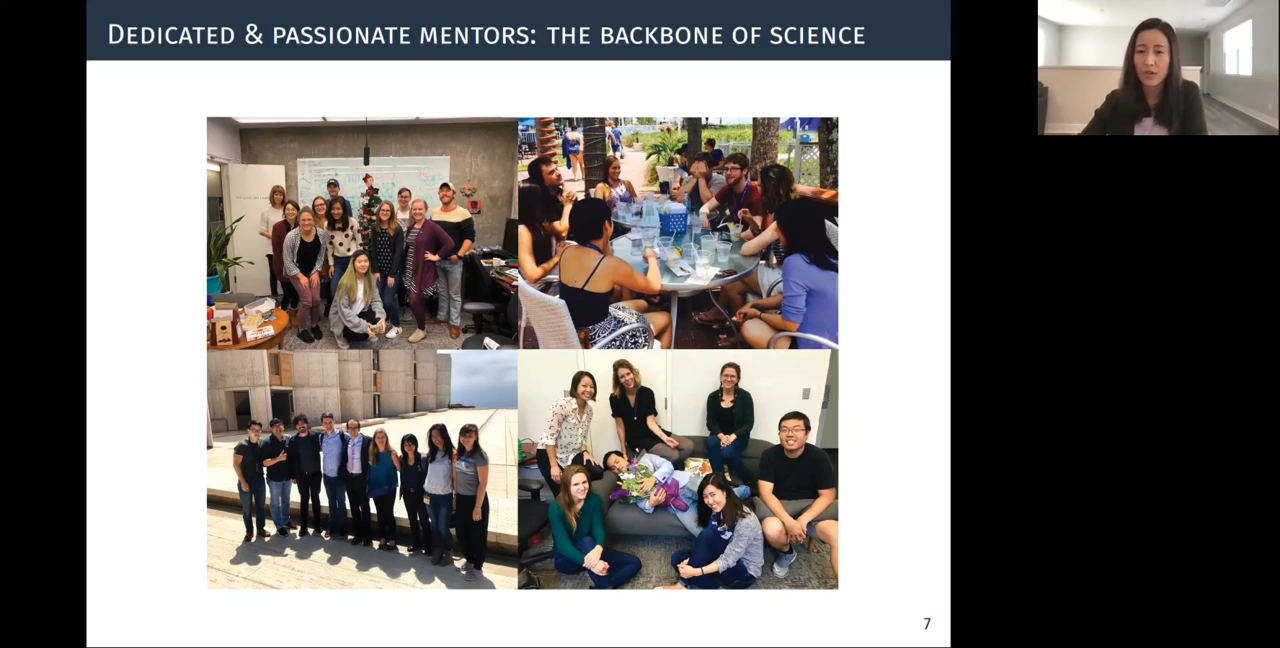 DEDICATED & PASSIONATE MENTORS: THE BACKBONE OF SCIENCE
7